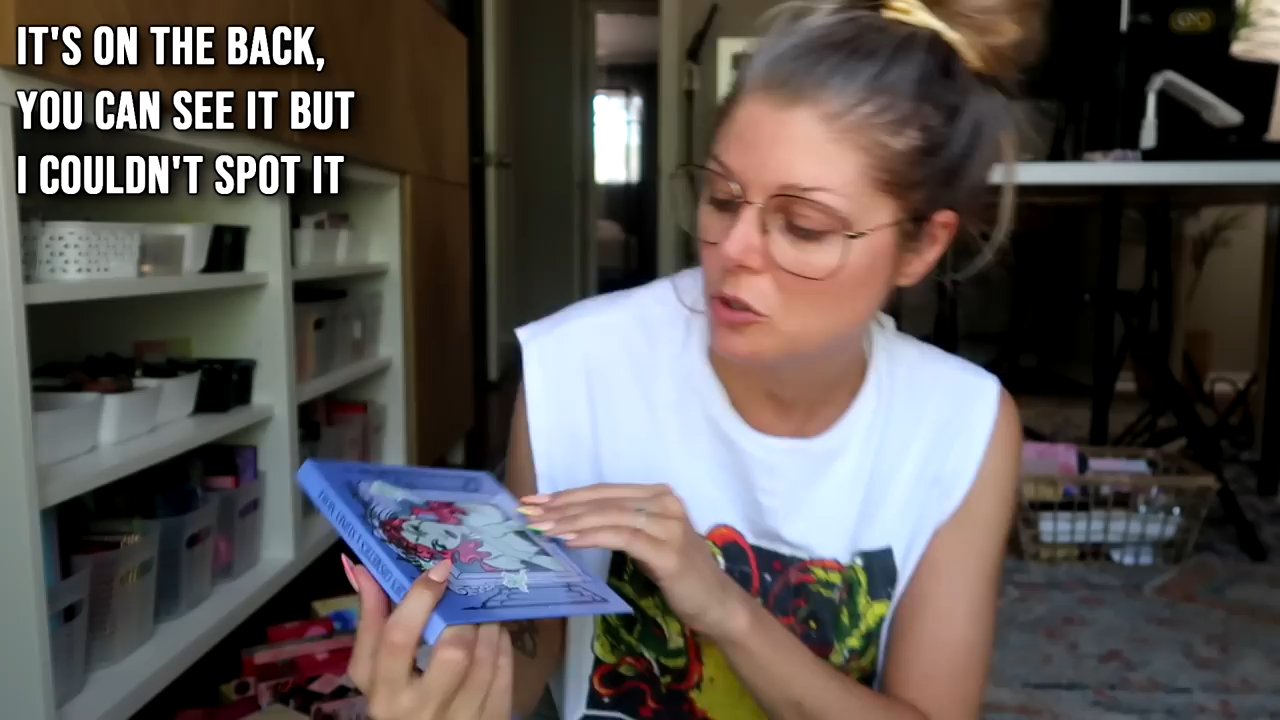 IT'S ON THE BACK,
YOU CAN SEE IT BUT
I COULDN'T SPOT IT